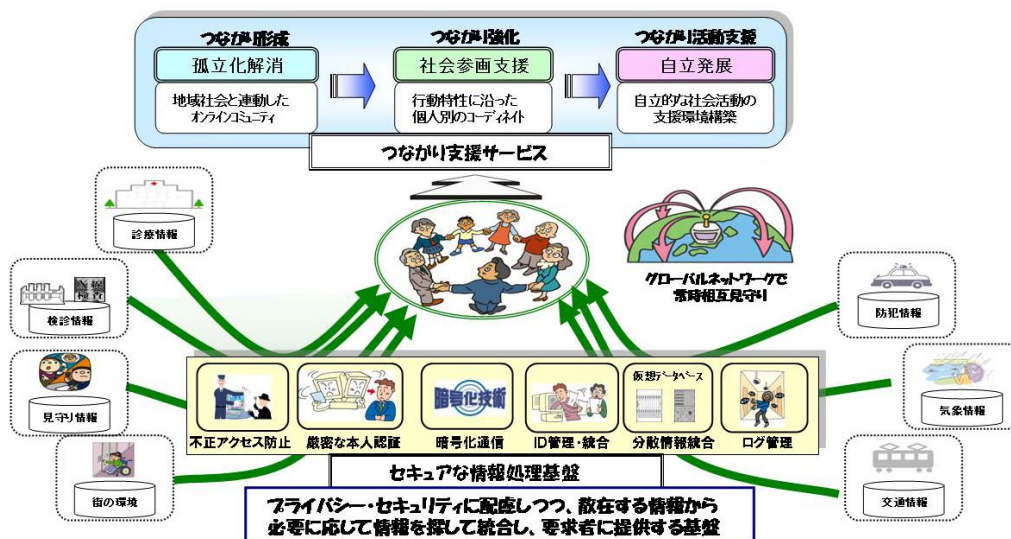 つながり形成
つながり強化
つながり活動支援
孤立化解消
社会参画支援
自立発展
地域社会と連動した
オンラインコミュニティ
行動特性に沿った
個人別のコーディネイト
自立的な社会活動の
支援環境構築
つながり支援サービス
診療情報
検診情報
見守り情報
街の環境
グローバルネットワークで
常時相互見守り
防犯情報
気象情報
交通情報
暗号化技術
仮想データベース
不正アクセス防止
厳密な本人認証
暗号化通信
ID管理・統合
分散情報統合
ログ管理
セキュアな情報処理基盤
プライバシー・セキュリティに配慮しつつ、散在する情報から
必要に応じて情報を探して統合し、要求者に提供する基盤